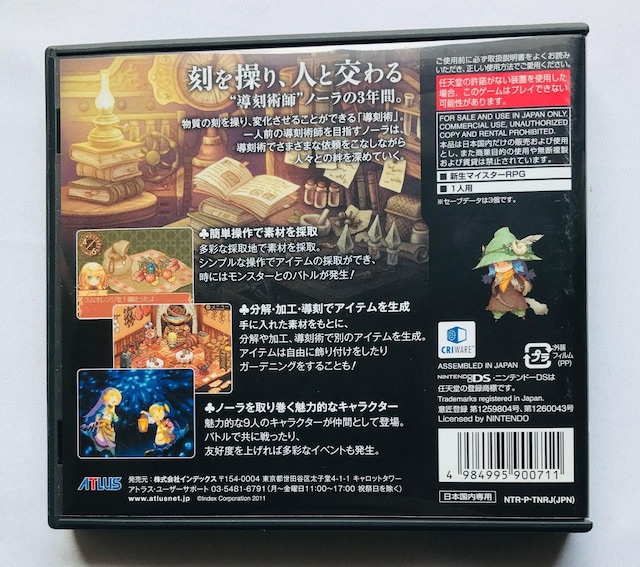 刻を操り、人と交わる
“導刻術師”ノーラの3年間。
物質の刻を操り、変化させることができる「導刻術」。
一人前の導刻術師を目指すノーラは、
導刻術でさまざまな依頼をこなしながら
人々との絆を深めていく。
♣簡単操作で素材を採取
多彩な採取地で素材を採取。
シンプルな操作でアイテムの採取ができ、
時にはモンスターとのバトルが発生！
♣分解・加工・導刻でアイテムを生成
手に入れた素材をもとに、
分解や加工、導刻術で別のアイテムを生成。
アイテムは自由に飾り付けをしたり
ガーデニングをすることも！
♣ノーラを取り巻く魅力的なキャラクター
魅力的な9人のキャラクターが仲間として登場。
バトルで共に戦ったり、
友好度を上げれば多彩なイベントも発生。
ご使用前に必ず取扱説明書をよくお読み
いただき、正しい使用方法でご愛用ください。
任天堂の許諾がない装置を使用した
場合、このゲームはプレイできない
可能性があります。
FOR SALE AND USE IN JAPAN ONLY.
COMMERCIAL USE, UNAUTHORIZED
COPY AND RENTAL PROHIBITED.
本品は日本国内だけの販売および使用
とし、また商業目的の使用や無断複製
および賃貸は禁止されています。
■新生マイスターRPG
■1人用
※セーブデータは3個です。
CRIWARE
ASSEMBLED IN JAPAN
プラ
外装
フィルム
(PP)
NINTENDO DS・ニンテンドーDSは
任天堂の登録商標です。
Trademarks registered in Japan.
意匠登録 第1259804号、第1260043号
Licensed by NINTENDO
4 984995 900711
日本国内専用
NTR-P-TNRJ(JPN)
ATLUS
www.atlusnet.jp
発売元：株式会社インデックス 〒154-0004 東京都世田谷区太子堂4-1-1 キャロットタワー
アトラス・ユーザーサポート 03-5481-6791（月～金曜日11:00～17:00 祝祭日を除く）
©Index Corporation 2011